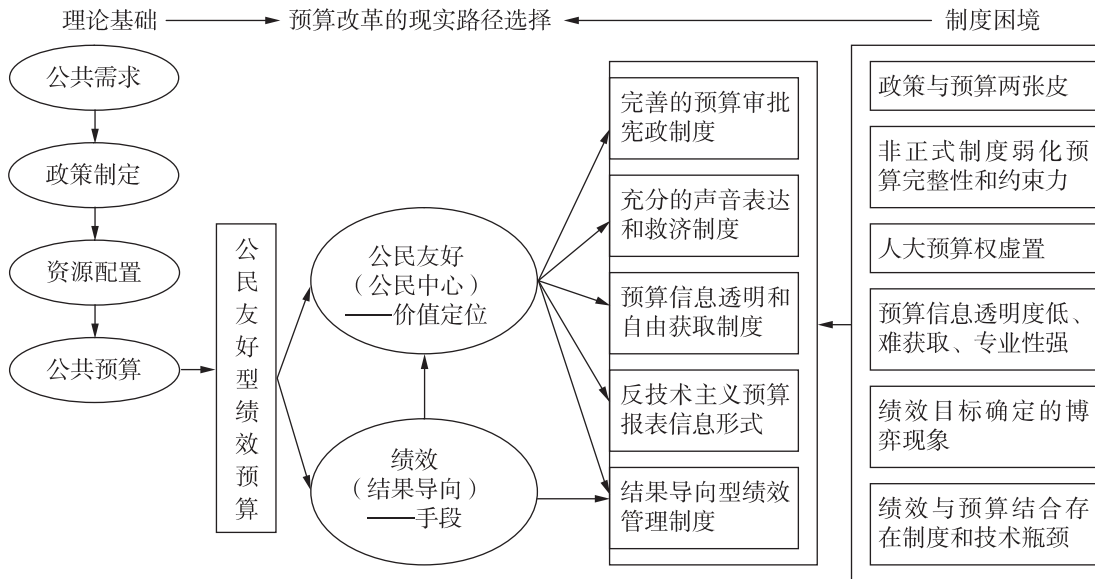 理论基础
预算改革的现实路径选择
制度困境
公共需求
政策制定
资源配置
公共预算
公民友好型绩效预算
公民友好
（公民中心）
——价值定位
绩效
（结果导向）
——手段
完善的预算审批
宪政制度
充分的声音表达
和救济制度
预算信息透明和
自由获取制度
反技术主义预算
报表信息形式
结果导向型绩效
管理制度
政策与预算两张皮
非正式制度弱化预
算完整性和约束力
人大预算权虚置
预算信息透明度低、
难获取、专业性强
绩效目标确定的博
弈现象
绩效与预算结合存
在制度和技术瓶颈